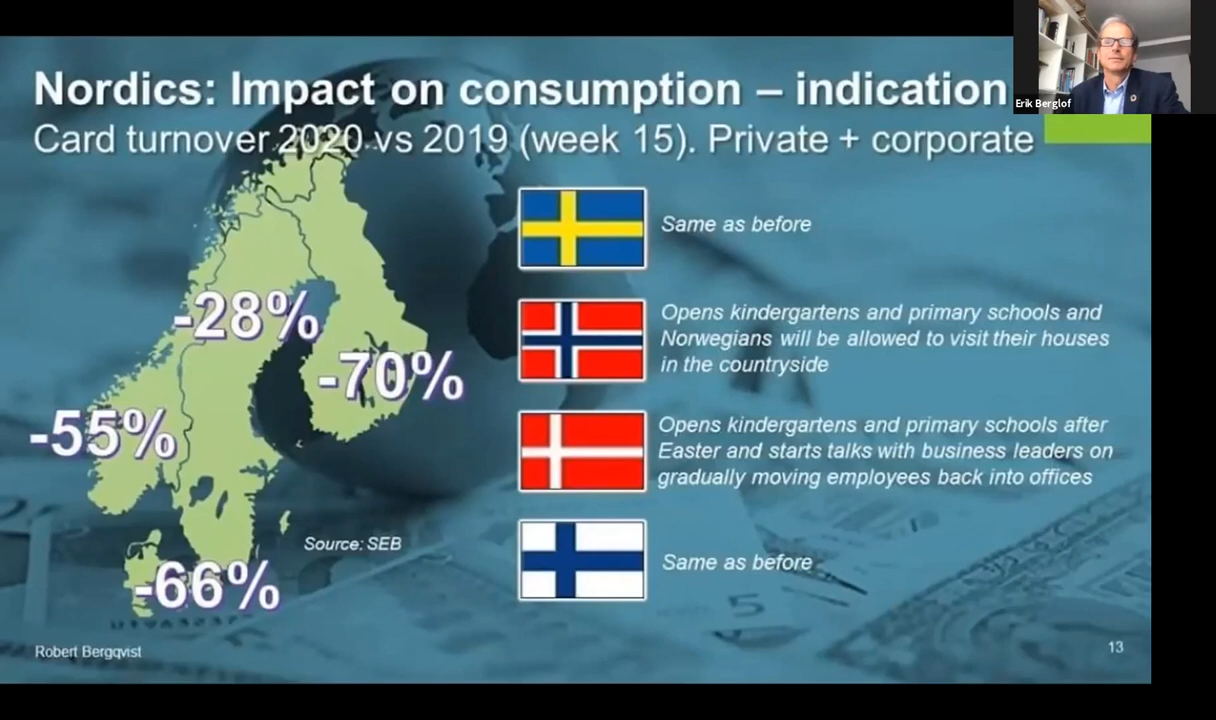 Nordics: Impact on consumption – indication
Card turnover 2020 vs 2019 (week 15). Private + corporate
Erik Berglof
Same as before
-28%
Opens kindergartens and primary schools and
Norwegians will be allowed to visit their houses
in the countryside
-70%
-55%
Opens kindergartens and primary schools after
Easter and starts talks with business leaders on
gradually moving employees back into offices
Source: SEB
Same as before
-66%
5
Robert Bergqvist
13